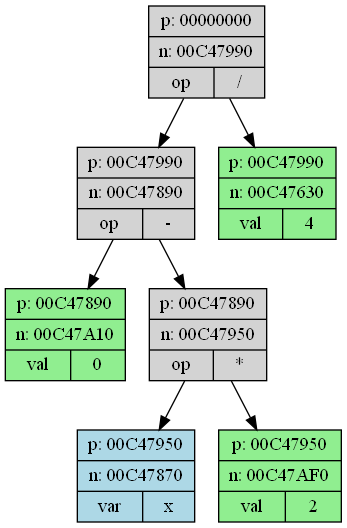 p: 00000000
n: 00C47990
op /
p: 00C47990
n: 00C47890
op -
p: 00C47990
n: 00C47630
val 4
p: 00C47890
n: 00C47A10
val 0
p: 00C47890
n: 00C47950
op *
p: 00C47950
n: 00C47870
var x
p: 00C47950
n: 00C47AF0
val 2